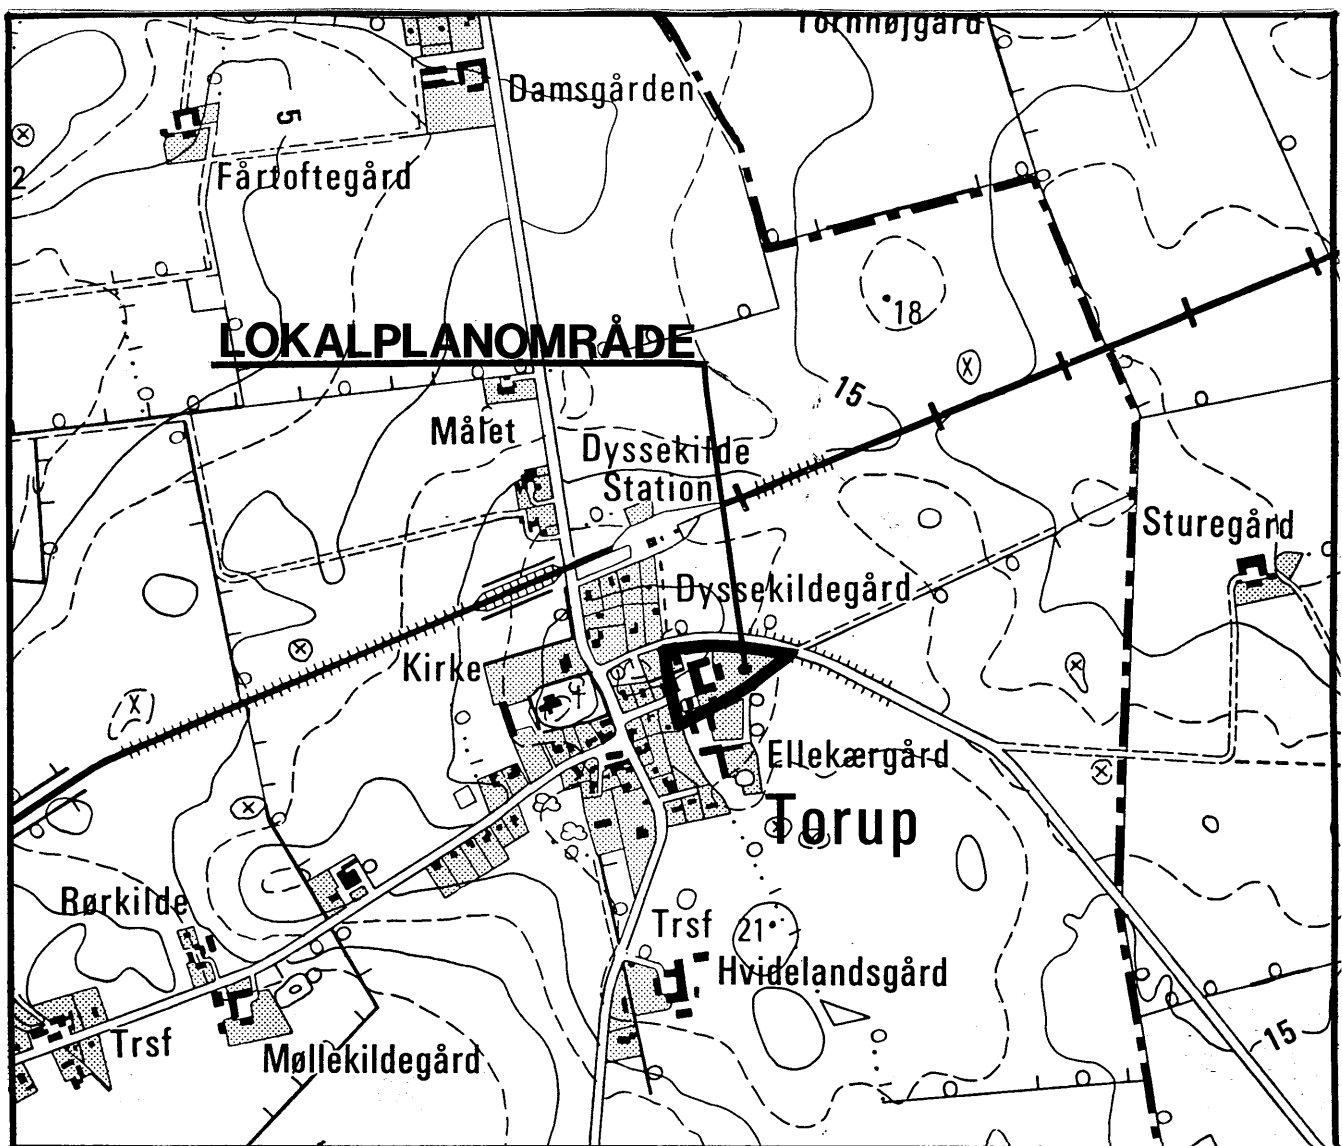 Tornhøjgård
Damsgården
5
Fårtoftegård
2
18
LOKALPLANOMRÅDE
15
Målet
Dyssekilde
Station
Sturegård
Dyssekildegård
Kirke
Ellekærgård
Torup
Rørkilde
Trsf
21
Hvidelandsgård
Trsf
Møllekildegård
15